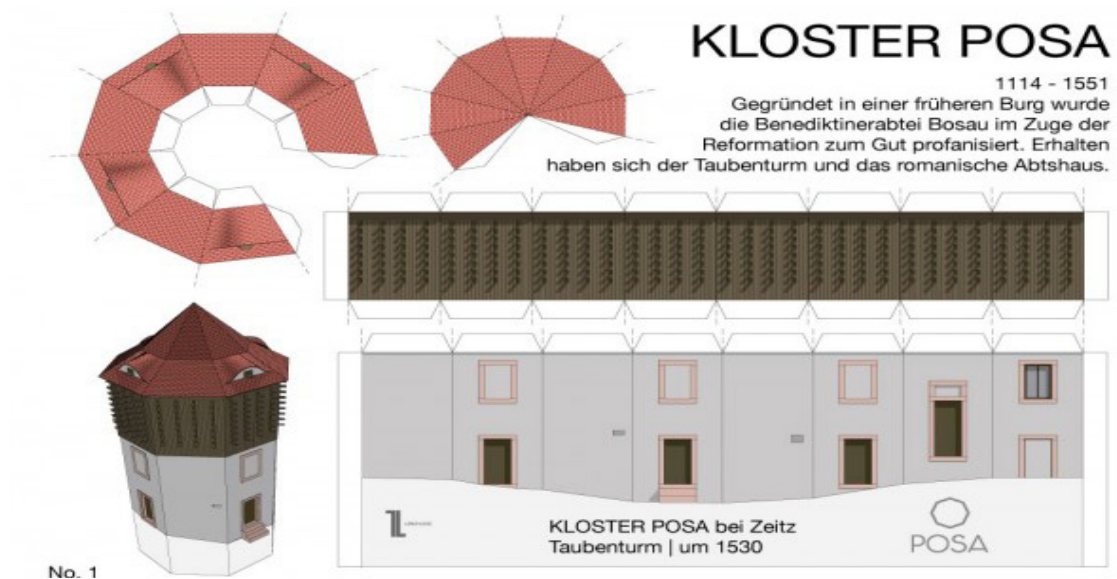 KLOSTER POSA
1114 - 1551
Gegründet in einer früheren Burg wurde
die Benediktinerabtei Bosau im Zuge der
Reformation zum Gut profanisiert. Erhalten
haben sich der Taubenturm und das romanische Abtshaus.
KLOSTER POSA bei Zeitz
Taubenturm | um 1530
POSA
No. 1